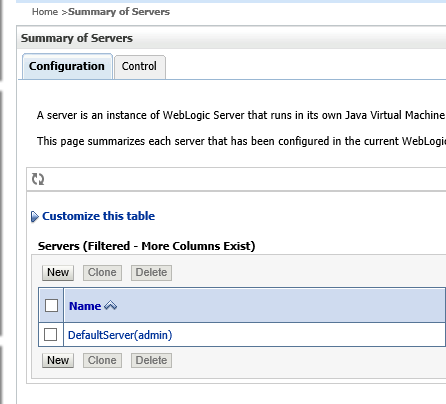 Home >Summary of Servers
Summary of Servers
Configuration Control
A server is an instance of WebLogic Server that runs in its own Java Virtual Machine
This page summarizes each server that has been configured in the current WebLogic
Customize this table
Servers (Filtered - More Columns Exist)
New Clone Delete
Name
DefaultServer(admin)
New Clone Delete